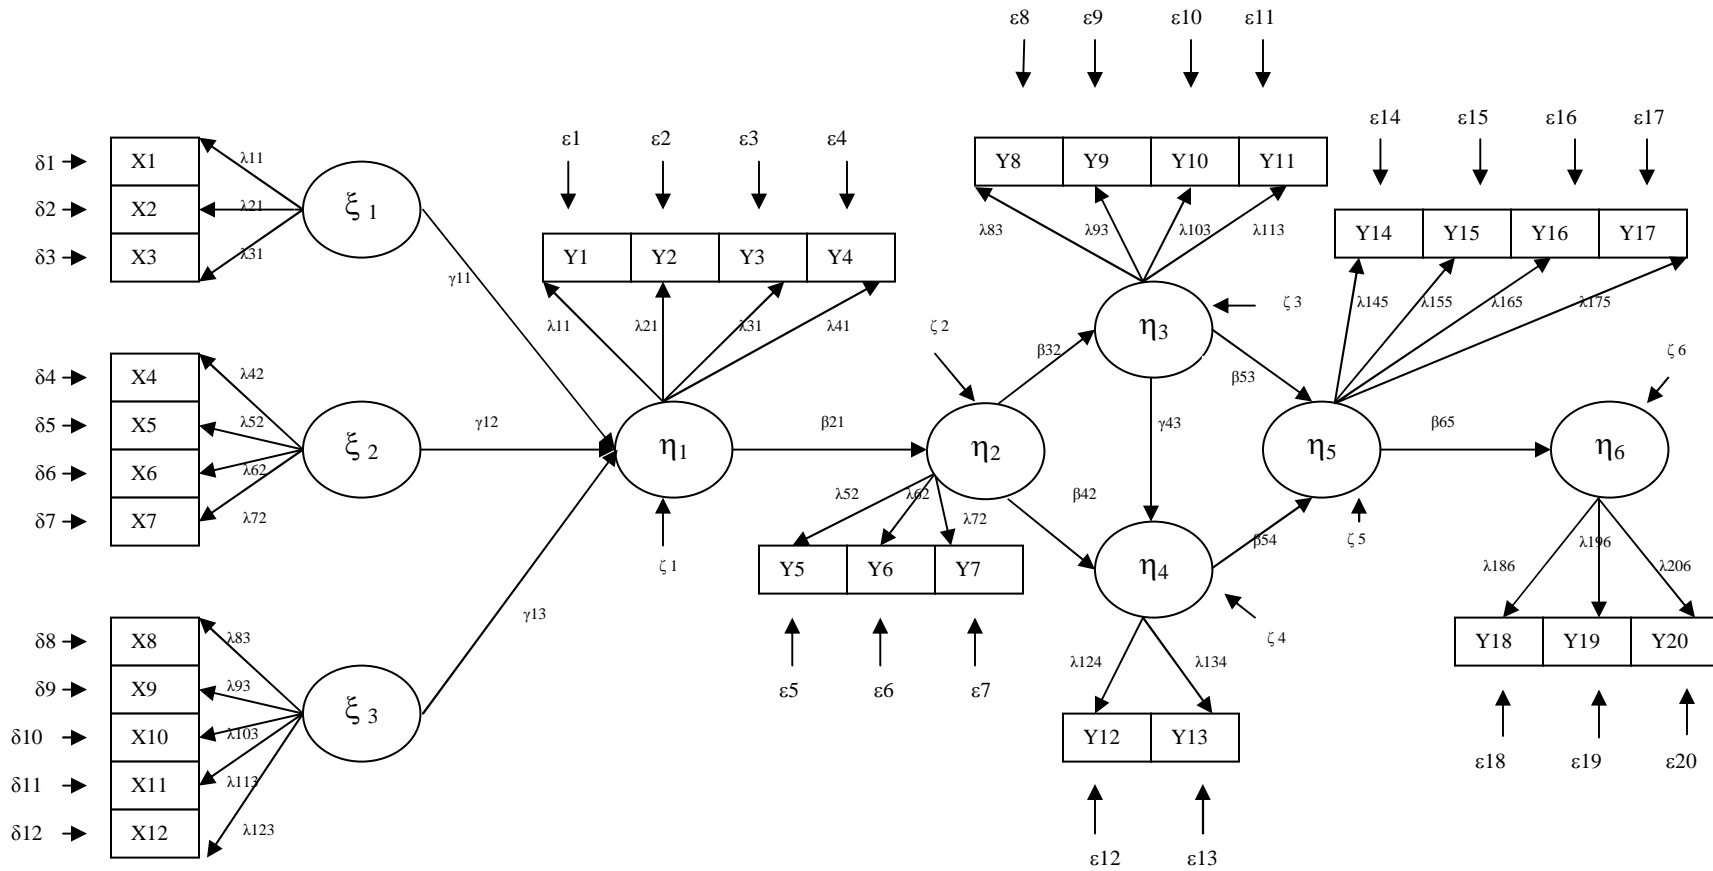 ε8 ε9 ε10 ε11
ε14 ε15 ε16 ε17
ε1 ε2 ε3 ε4
δ1 X1 λ11
δ2 X2 λ21 ξ 1
δ3 X3 λ31
Y8 Y9 Y10 Y11
λ83 λ93 λ103 λ113
Y14 Y15 Y16 Y17
Y1 Y2 Y3 Y4
γ11
λ11 λ21 λ31 λ41
ζ 2
β32
η3
ζ 3
λ145 λ155 λ165 λ175
β53
ζ 6
δ4 X4 λ42
δ5 X5 λ52
δ6 X6 λ62
δ7 X7 λ72
ξ 2
γ12
η1
β21
η2
γ43
η5
β65
η6
λ52 λ62 λ72
β42
β54
ζ 5
ζ 1
Y5 Y6 Y7
η4
λ186 λ196 λ206
ε5 ε6 ε7
γ13
ζ 4
λ124 λ134
Y18 Y19 Y20
δ8 X8 λ83
δ9 X9 λ93
δ10 X10 λ103
δ11 X11 λ113
δ12 X12 λ123
ξ 3
Y12 Y13
ε18 ε19 ε20
ε12 ε13